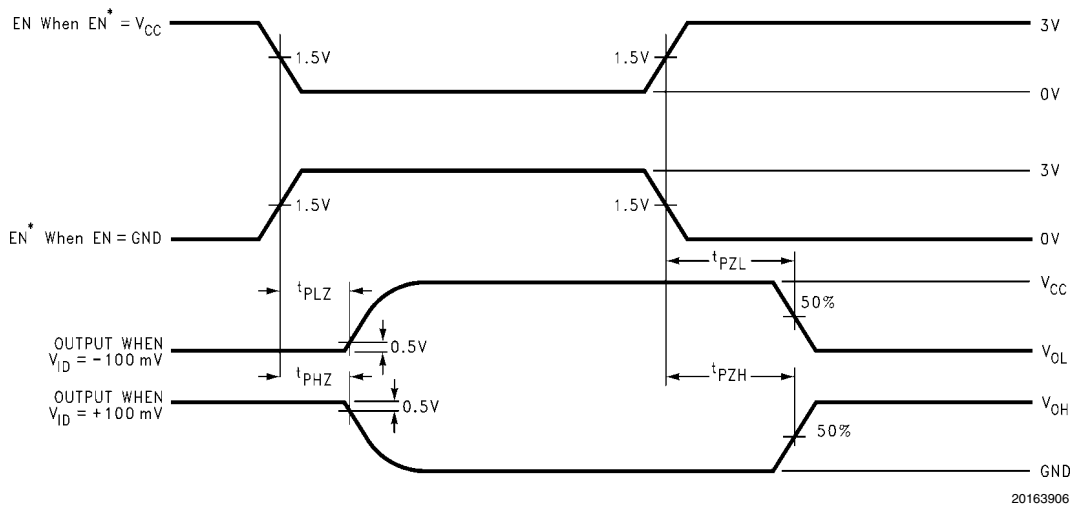 EN When EN* = VCC
3V
1.5V
1.5V
0V
3V
1.5V
1.5V
EN* When EN = GND
0V
tPZL
VCC
tPLZ
50%
OUTPUT WHEN
VID = −100 mV
0.5V
VOL
tPHZ
tPZH
OUTPUT WHEN
VID = +100 mV
0.5V
VOH
50%
GND
20163906